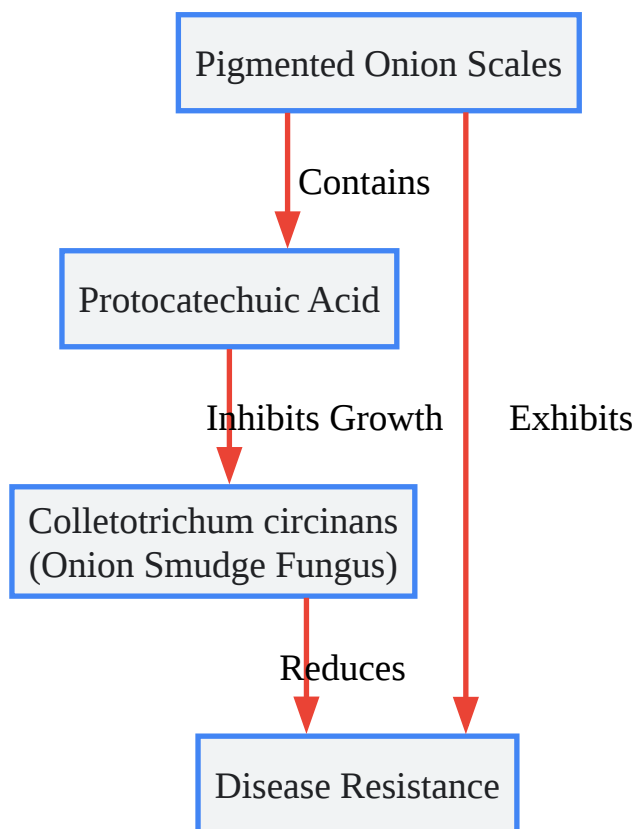 Pigmented Onion Scales
Contains
Protocatechuic Acid
Inhibits Growth
Exhibits
Colletotrichum circinans
(Onion Smudge Fungus)
Reduces
Disease Resistance